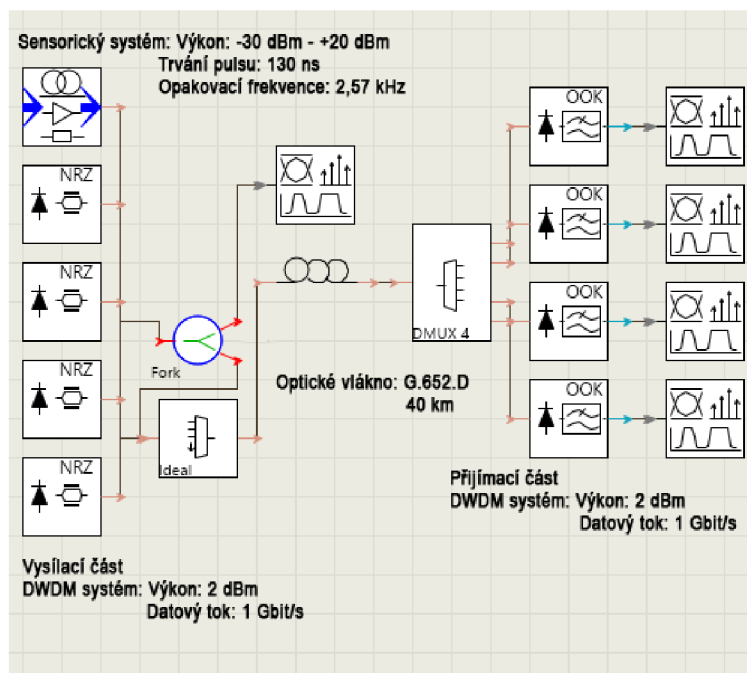 Sensorický systém: Výkon: -30 dBm - +20 dBm
Trvání pulsu: 130 ns
Opakovací frekvence: 2,57 kHz
OOK
NRZ
OOK
NRZ
DMUX 4
OOK
Fork
NRZ
Optické vlákno: G.652.D
40 km
OOK
Ideal
NRZ
Přijímací část
DWDM systém: Výkon: 2 dBm
Datový tok: 1 Gbit/s
Vysílací část
DWDM systém: Výkon: 2 dBm
Datový tok: 1 Gbit/s